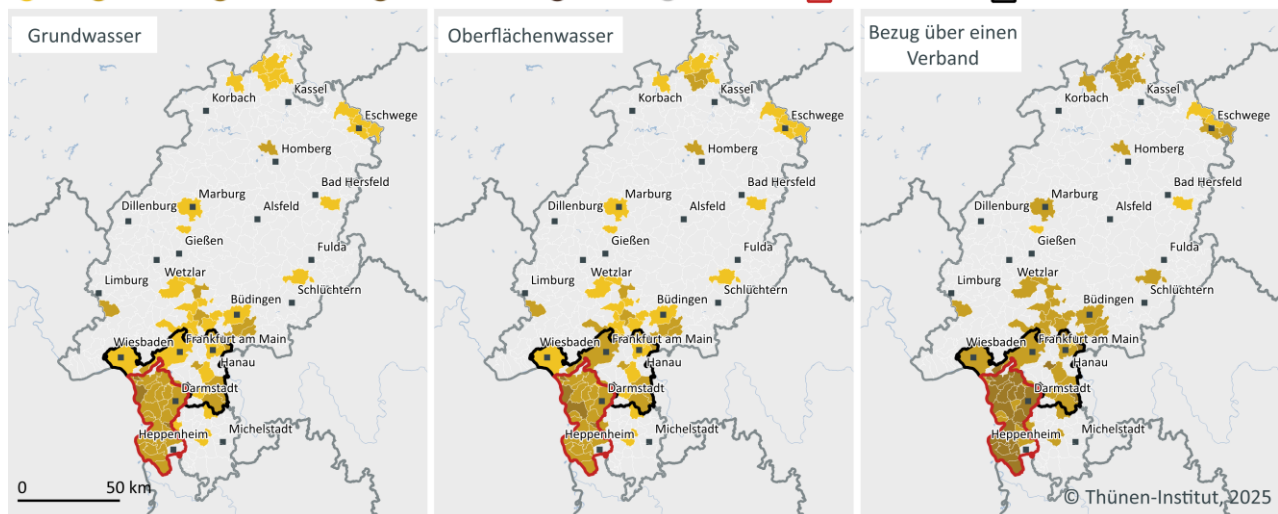 Grundwasser
Korbach
Kassel
Eschwege
Homberg
Bad Hersfeld
Marburg
Dillenburg
Alsfeld
Gießen
Fulda
Limburg
Wetzlar
Schlüchtern
Büdingen
Wiesbaden
Frankfurt am Main
Hanau
Darmstadt
Heppenheim
Michelstadt
0 50 km
Oberflächenwasser
Korbach
Kassel
Eschwege
Homberg
Bad Hersfeld
Marburg
Dillenburg
Alsfeld
Gießen
Fulda
Limburg
Wetzlar
Schlüchtern
Büdingen
Wiesbaden
Frankfurt am Main
Hanau
Darmstadt
Heppenheim
Michelstadt
Bezug über einen
Verband
Korbach
Kassel
Eschwege
Homberg
Bad Hersfeld
Marburg
Dillenburg
Alsfeld
Gießen
Fulda
Limburg
Wetzlar
Schlüchtern
Büdingen
Wiesbaden
Frankfurt am Main
Hanau
Darmstadt
Heppenheim
Michelstadt
© Thünen-Institut, 2025